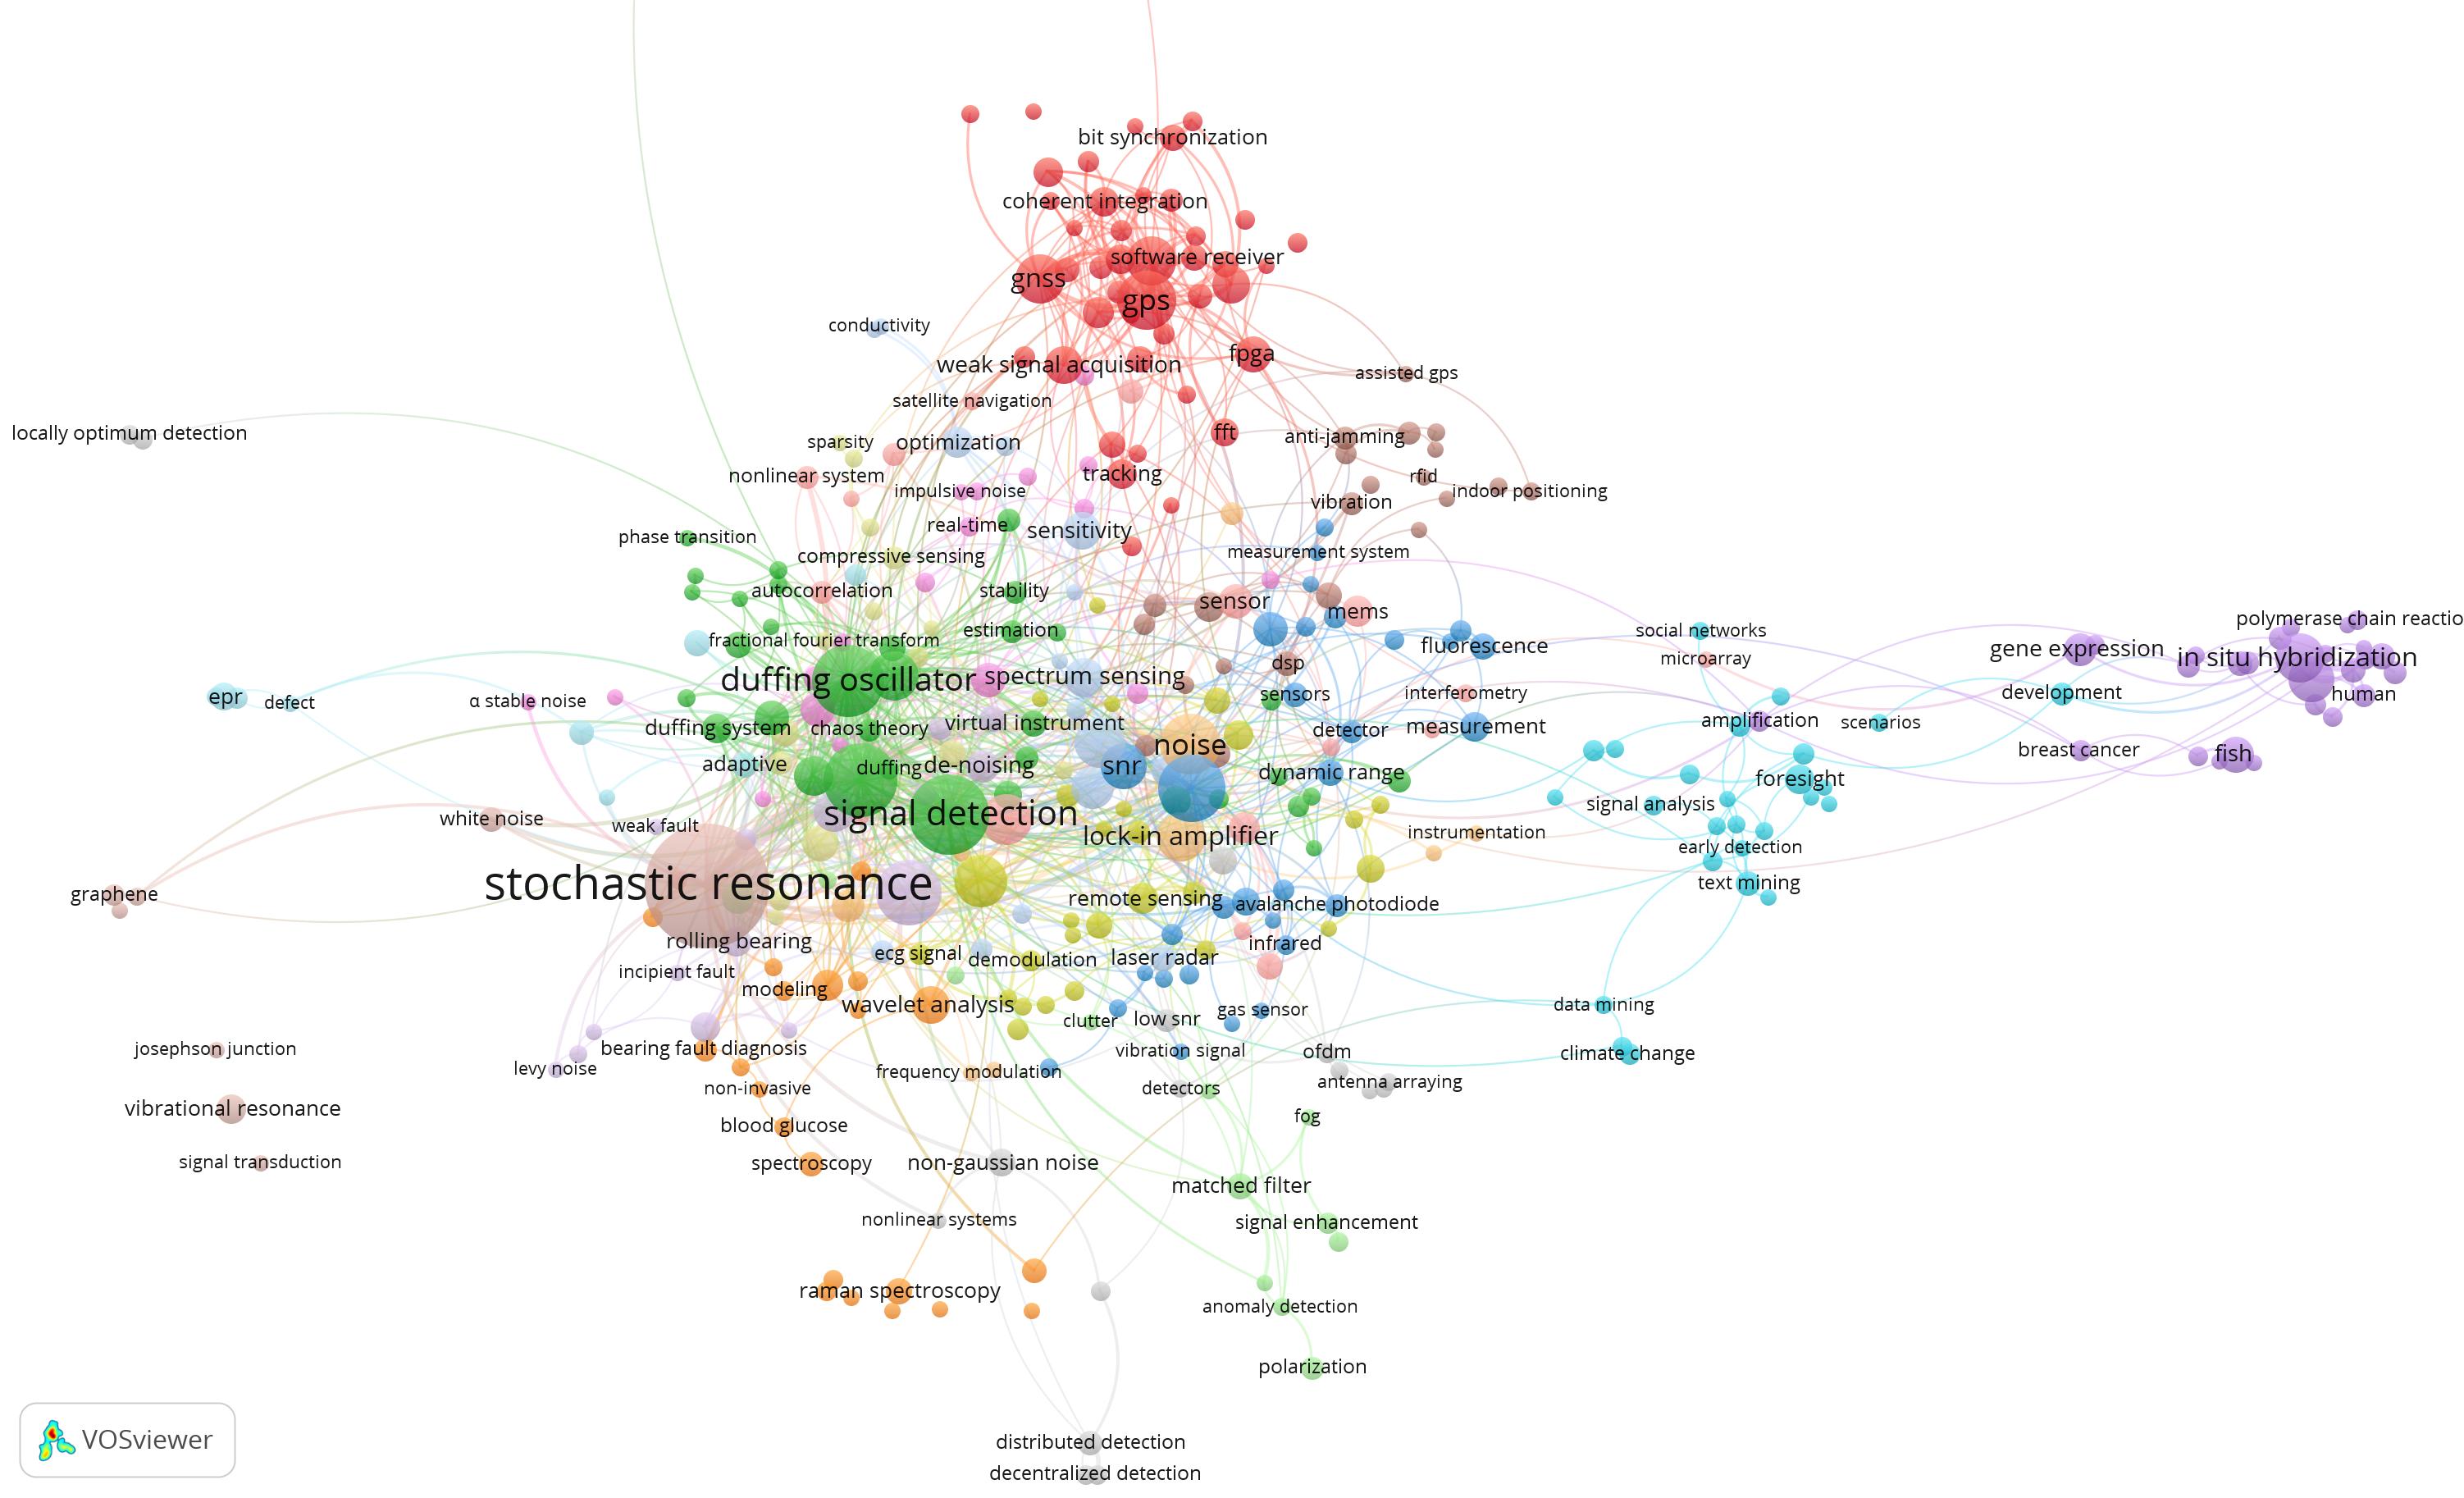 bit synchronization
coherent integration
software receiver
gnss
gps
conductivity
weak signal acquisition
fpga
assisted gps
satellite navigation
locally optimum detection
sparsity
optimization
fft
anti-jamming
nonlinear system
tracking
rfid
impulsive noise
indoor positioning
vibration
real-time
sensitivity
phase transition
compressive sensing
measurement system
autocorrelation
stability
sensor
mems
polymerase chain reactio
fractional fourier transform
estimation
social networks
fluorescence
gene expression
in situ hybridization
dsp
microarray
duffing oscillator
spectrum sensing
epr
defect
α stable noise
sensors
interferometry
development
human
duffing system
chaos theory
virtual instrument
detector
measurement
amplification
scenarios
noise
breast cancer
fish
adaptive
duffing
de-noising
snr
dynamic range
foresight
signal detection
signal analysis
white noise
weak fault
lock-in amplifier
instrumentation
early detection
stochastic resonance
text mining
graphene
remote sensing
avalanche photodiode
rolling bearing
infrared
ecg signal
demodulation
laser radar
incipient fault
modeling
wavelet analysis
data mining
clutter
low snr
gas sensor
josephson junction
bearing fault diagnosis
vibration signal
ofdm
climate change
levy noise
frequency modulation
antenna arraying
non-invasive
detectors
vibrational resonance
fog
blood glucose
signal transduction
spectroscopy
non-gaussian noise
matched filter
nonlinear systems
signal enhancement
raman spectroscopy
anomaly detection
polarization
VOSviewer
distributed detection
decentralized detection